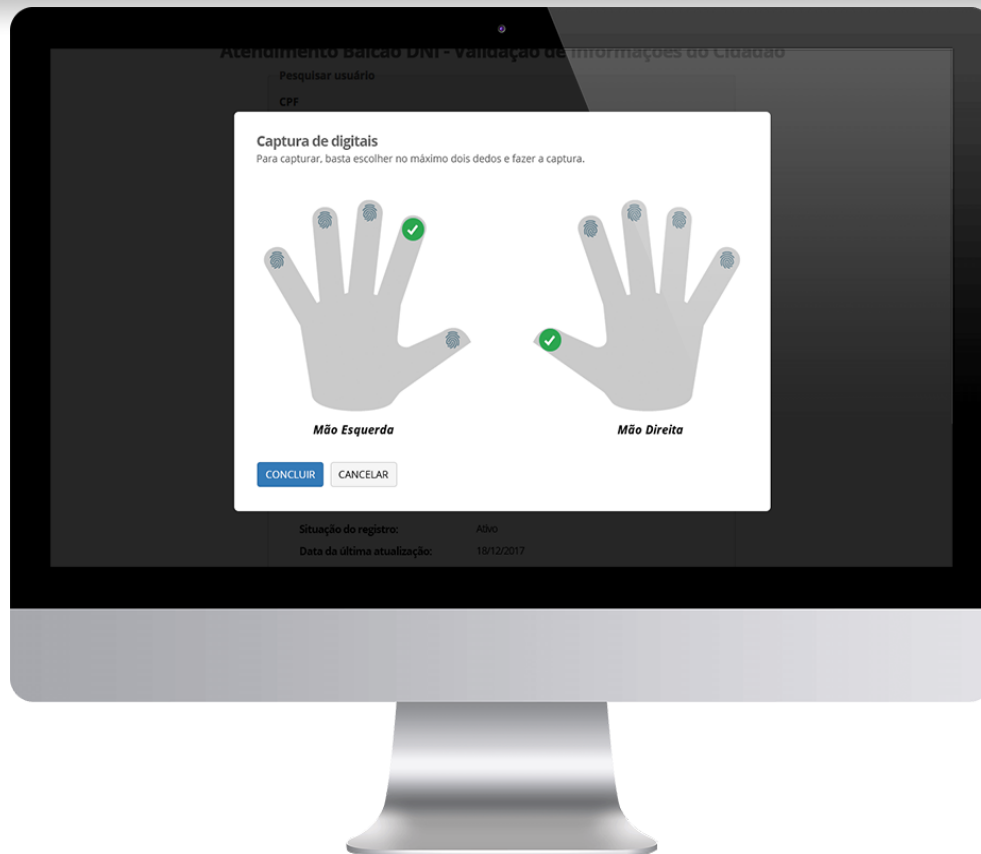 Atendimento Balcão DNI - Validação de Informações do Cidadão
Pesquisar usuário
CPF
Captura de digitais
Para capturar, basta escolher no máximo dois dedos e fazer a captura.
Mão Esquerda
Mão Direita
CONCLUIR
CANCELAR
Situação do registro: Ativo
Data da última atualização: 18/12/2017